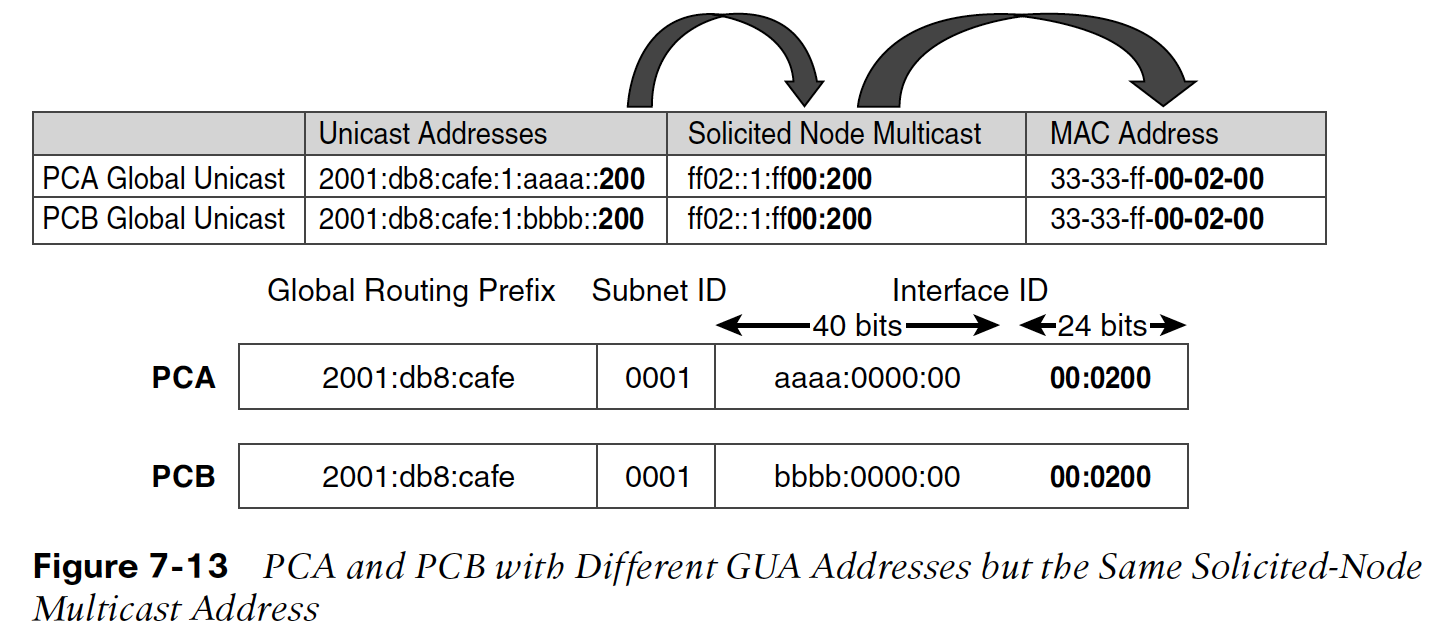 Unicast Addresses Solicited Node Multicast MAC Address
PCA Global Unicast 2001:db8:cafe:1:aaaa::200 ff02::1:ff00:200 33-33-ff-00-02-00
PCB Global Unicast 2001:db8:cafe:1:bbbb::200 ff02::1:ff00:200 33-33-ff-00-02-00
Global Routing Prefix Subnet ID Interface ID
40 bits 24 bits
PCA 2001:db8:cafe 0001 aaaa:0000:00 00:0200
PCB 2001:db8:cafe 0001 bbbb:0000:00 00:0200
Figure 7-13 PCA and PCB with Different GUA Addresses but the Same Solicited-Node
Multicast Address